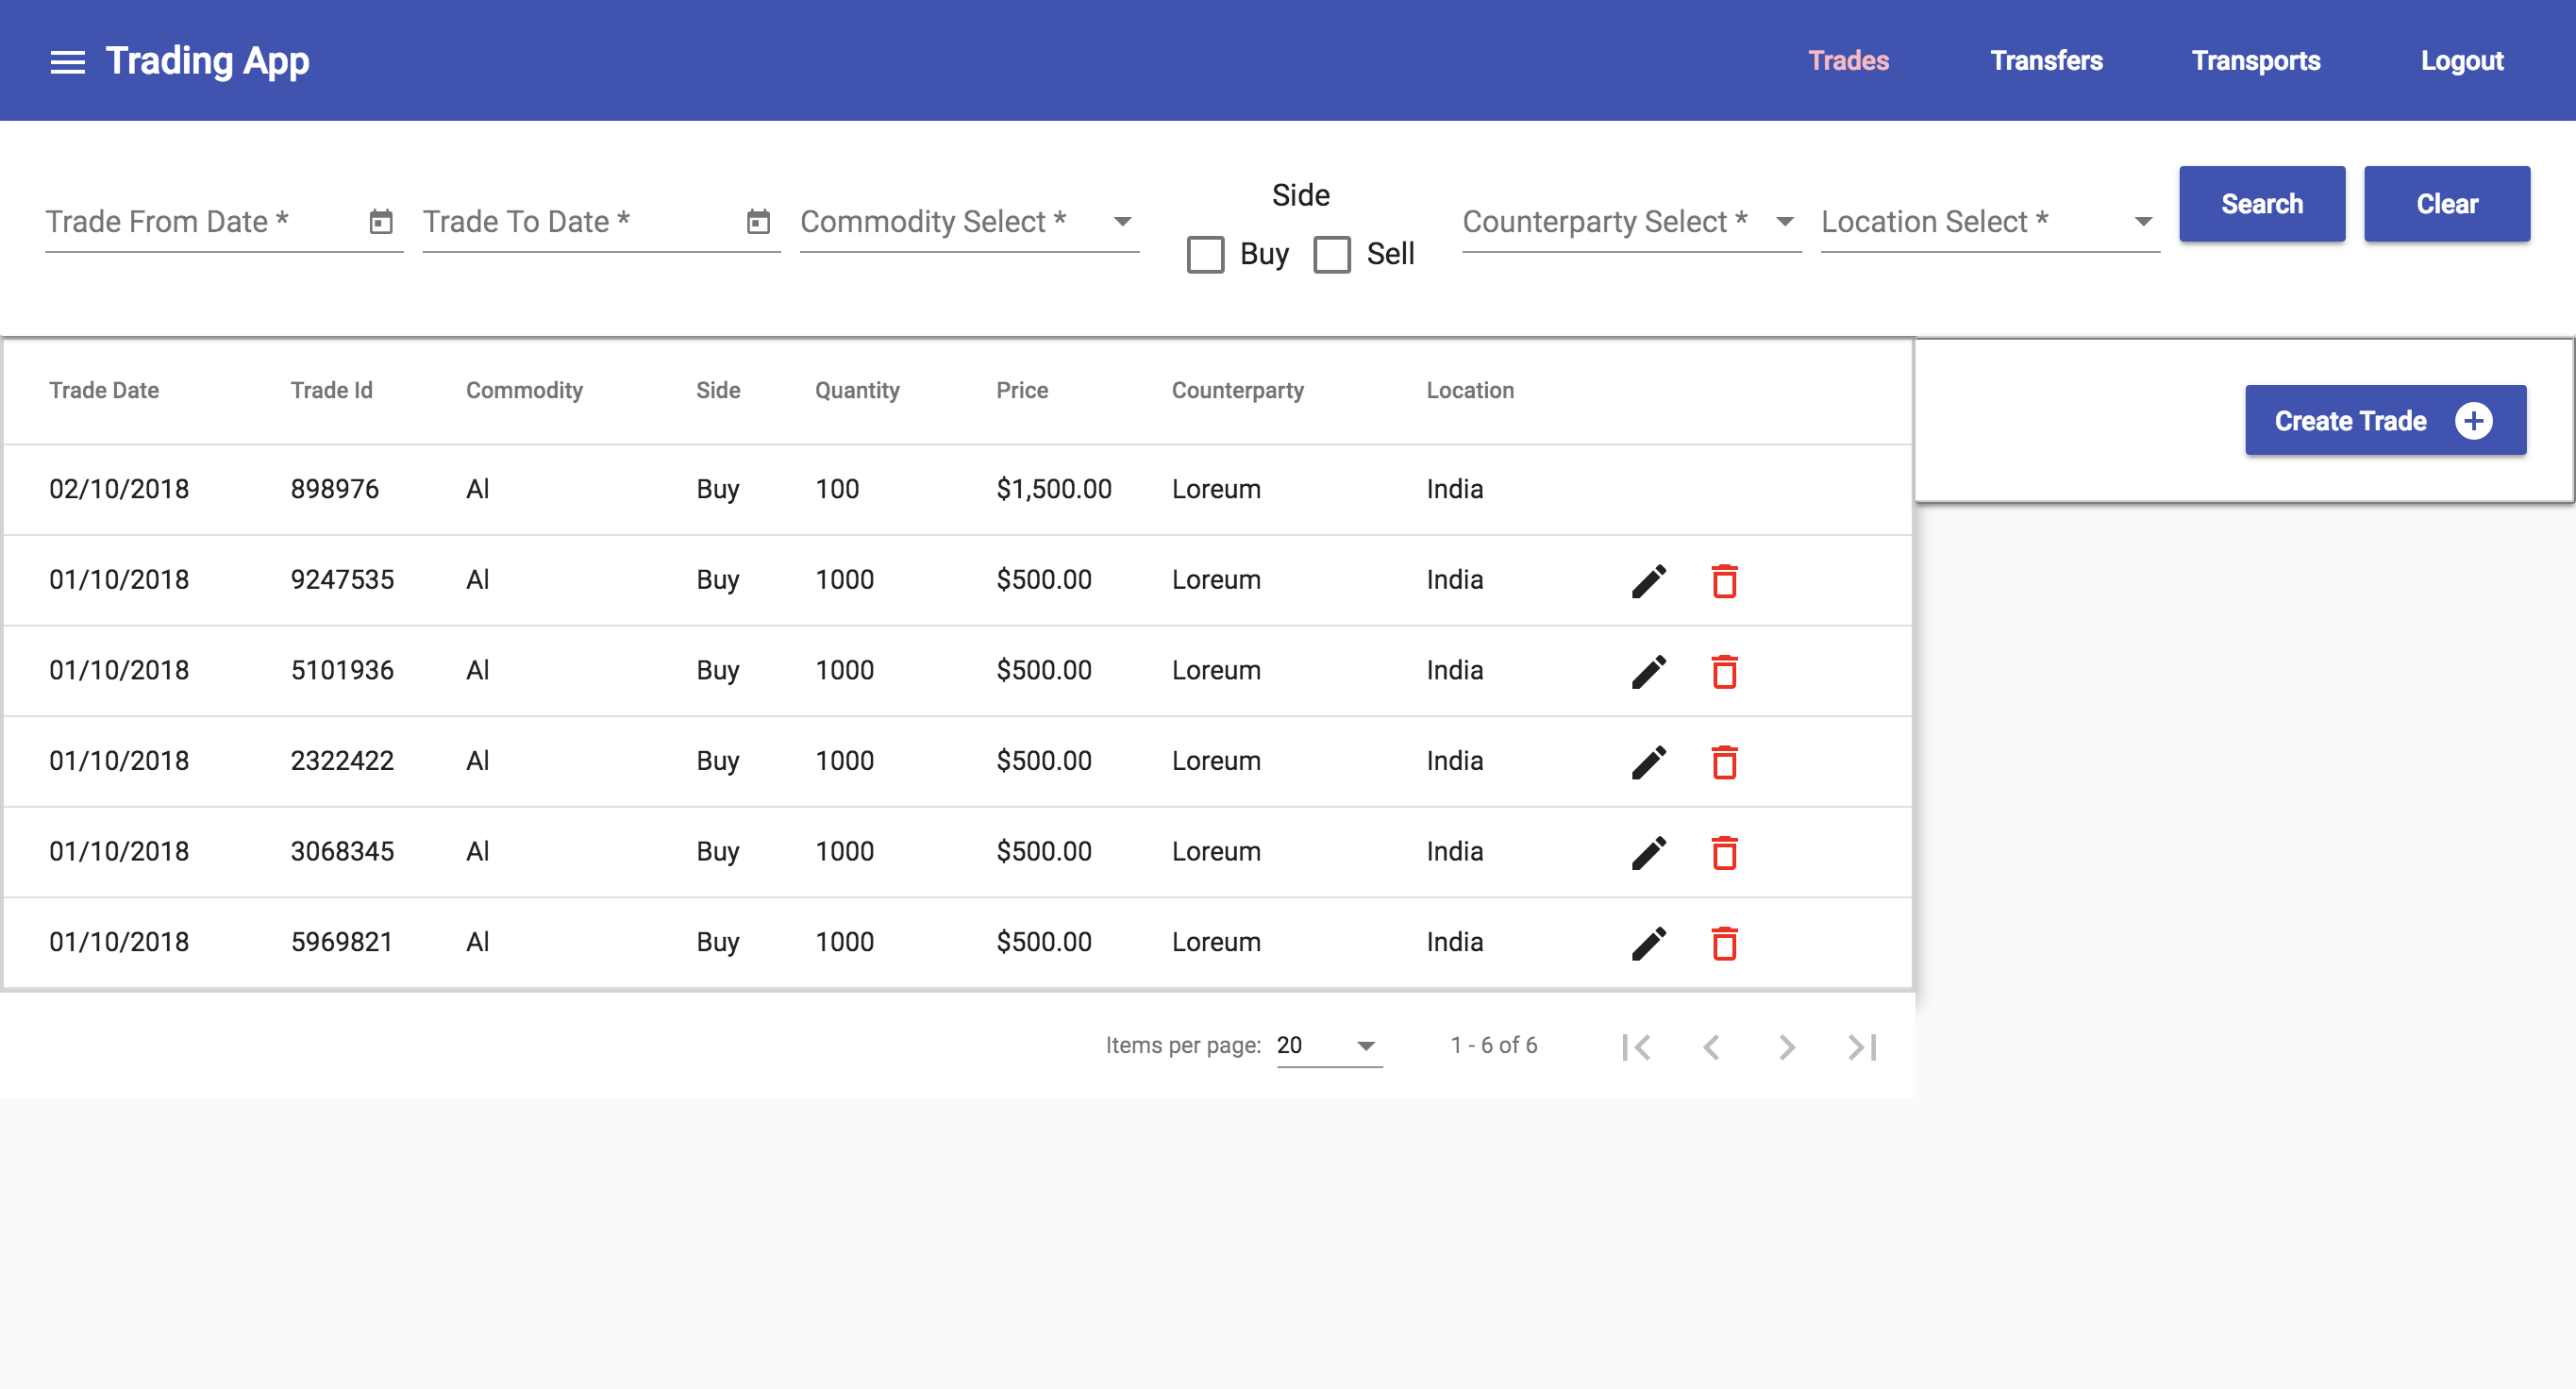 Trading App Trades Transfers Transports Logout
Side
Trade From Date * Trade To Date * Commodity Select * Buy Sell Counterparty Select * Location Select * Search Clear
Trade Date Trade Id Commodity Side Quantity Price Counterparty Location
Create Trade
02/10/2018 898976 Al Buy 100 $1,500.00 Loreum India
01/10/2018 9247535 Al Buy 1000 $500.00 Loreum India
01/10/2018 5101936 Al Buy 1000 $500.00 Loreum India
01/10/2018 2322422 Al Buy 1000 $500.00 Loreum India
01/10/2018 3068345 Al Buy 1000 $500.00 Loreum India
01/10/2018 5969821 Al Buy 1000 $500.00 Loreum India
Items per page: 20 1 - 6 of 6